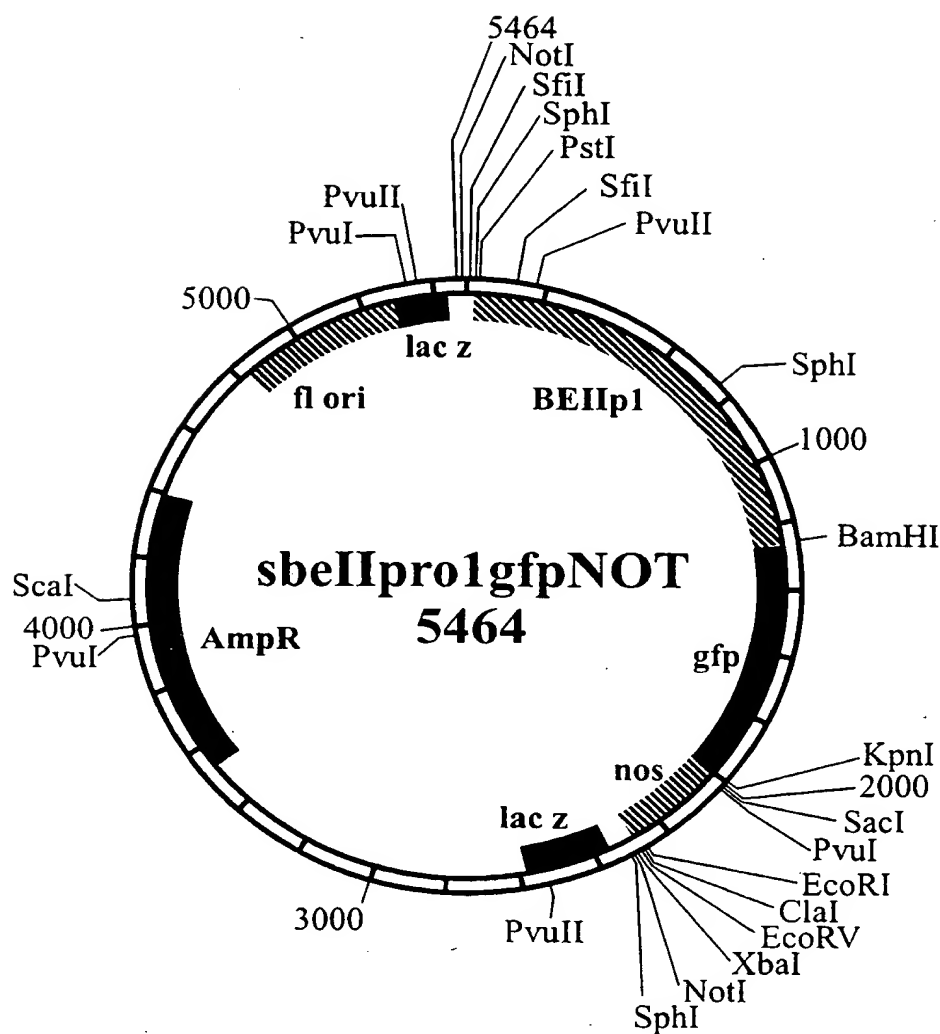 5464
NotI
SfiI
SphI
PstI
SfiI
PvuII
PvuII
PvuI
5000
lac z
fl ori
BEIIp1
SphI
1000
BamHI
sbeIIpro1gfpNOT
5464
ScaI
4000
PvuI
AmpR
gfp
nos
KpnI
2000
SacI
PvuI
lac z
EcoRI
ClaI
EcoRV
XbaI
NotI
SphI
PvuII
3000